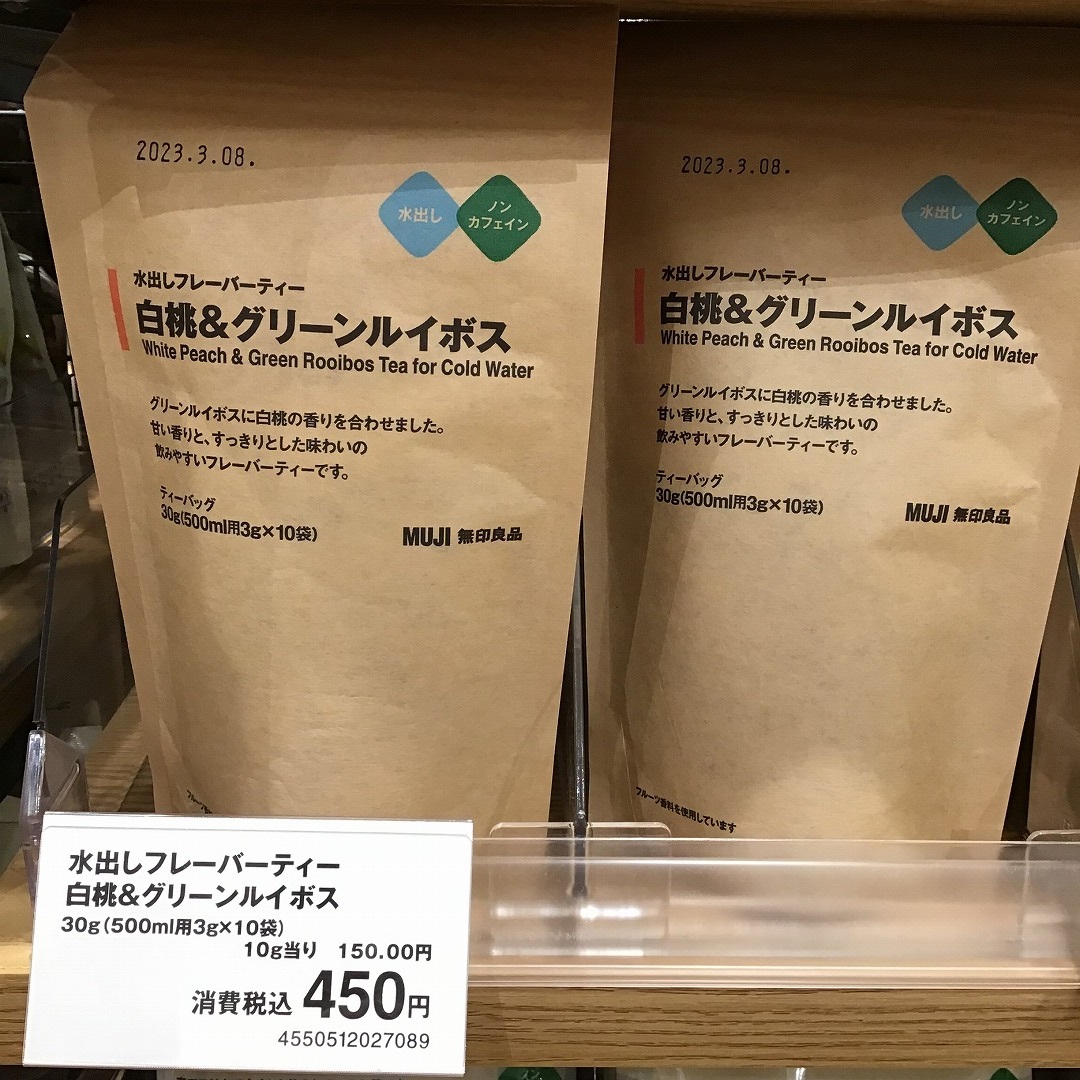 2023.3.08.
水出し
ノン
カフェイン
水出しフレーバーティー
白桃&グリーンルイボス
White Peach & Green Rooibos Tea for Cold Water
グリーンルイボスに白桃の香りを合わせました。
甘い香りと、すっきりとした味わいの
飲みやすいフレーバーティーです。
ティーバッグ
30g(500ml用3g×10袋)
MUJI 無印良品
2023.3.08.
水出し
ノン
カフェイン
水出しフレーバーティー
白桃&グリーンルイボス
White Peach & Green Rooibos Tea for Cold Water
グリーンルイボスに白桃の香りを合わせました。
甘い香りと、すっきりとした味わいの
飲みやすいフレーバーティーです。
ティーバッグ
30g(500ml用3g×10袋)
MUJI 無印良品
フルーツ香料を使用しています
水出しフレーバーティー
白桃&グリーンルイボス
30g(500ml用3g×10袋)
10g当り 150.00円
消費税込 450円
4550512027089